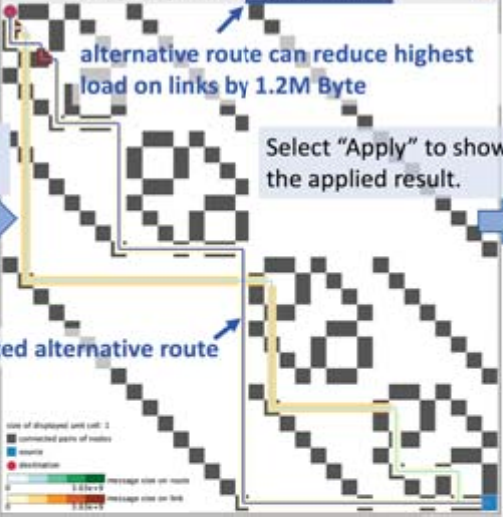 alternative route can reduce highest
load on links by 1.2M Byte
Select “Apply” to show
the applied result.
ed alternative route
size of displayed unit cell: 1
connected pairs of nodes
source
destination
message size on route
0
message size on link
0